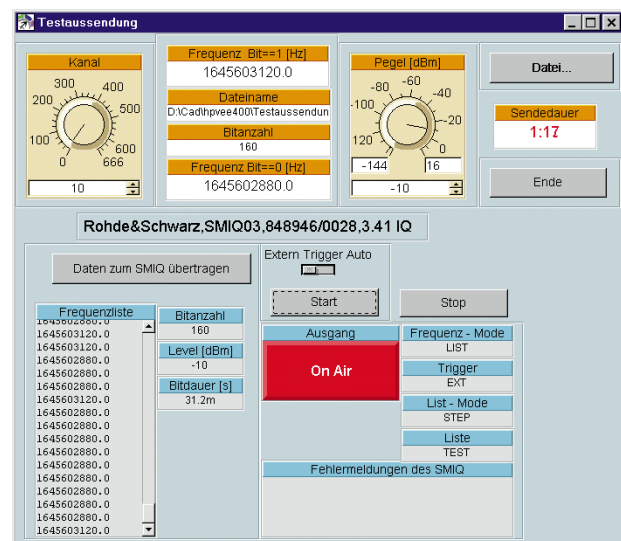 Testaussendung
Kanal
300
400
200
500
100
600
0
666
10
Frequenz Bit==1 [Hz]
1645603120.0
Dateiname
D:\Cad\hpvee400\Testaussendun
Bitanzahl
160
Frequenz Bit==0 [Hz]
1645602880.0
Pegel [dBm]
-60
-80
-40
-100
-20
120
0
-144
16
-10
Datei...
Sendedauer
1:17
Ende
Rohde&Schwarz,SMIQ03,848946/0028,3.41 IQ
Daten zum SMIQ übertragen
Extern Trigger Auto
Start
Stop
Frequenzliste
1645602880.0
1645603120.0
1645603120.0
1645602880.0
1645602880.0
1645602880.0
1645603120.0
1645602880.0
1645602880.0
1645602880.0
1645602880.0
1645602880.0
1645602880.0
1645602880.0
1645602880.0
1645602880.0
1645603120.0
Bitanzahl
160
Level [dBm]
-10
Bitdauer [s]
31.2m
Ausgang
On Air
Frequenz - Mode
LIST
Trigger
EXT
List - Mode
STEP
Liste
TEST
Fehlermeldungen des SMIQ